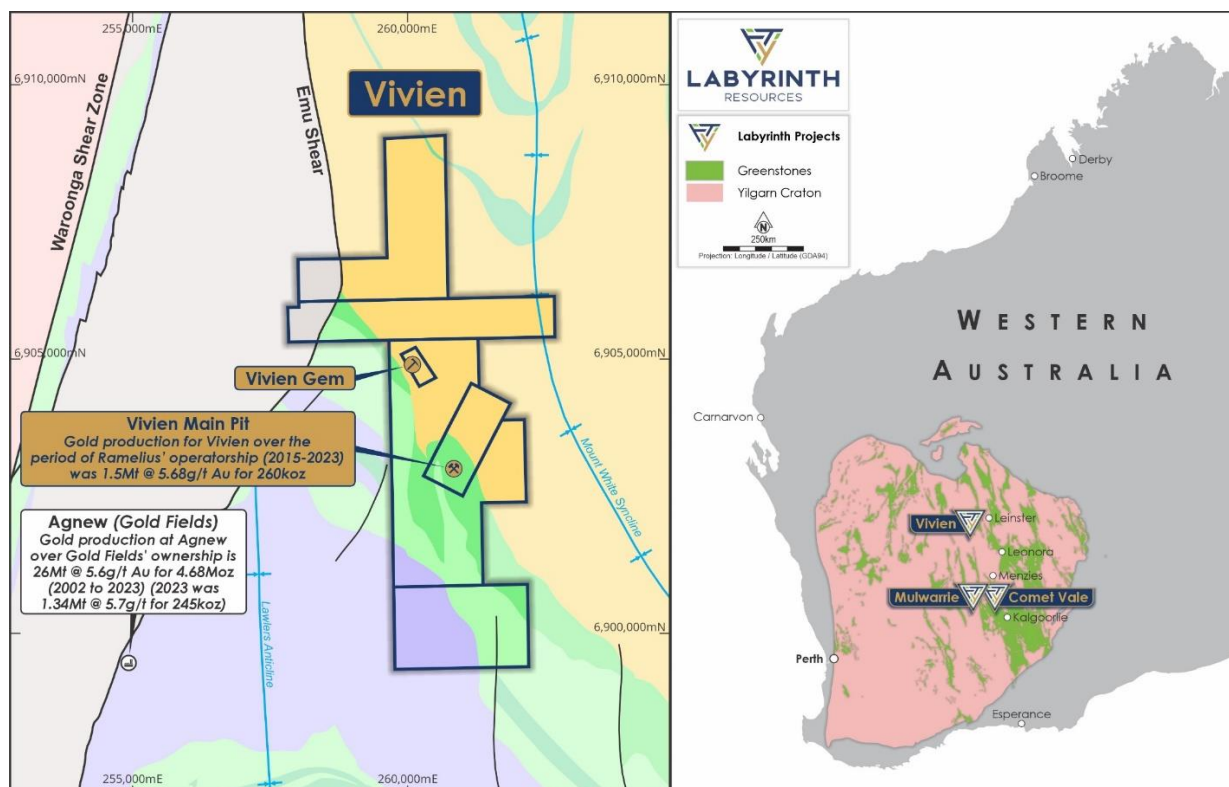 255,000mE
260,000mE
6,910,000mN
6,910,000mN
Vivien
Waroonga Shear Zone
Emu Shear
6,905,000mN
6,905,000mN
Vivien Gem
Vivien Main Pit
Gold production for Vivien over the
period of Ramelius' operatorship (2015-2023)
was 1.5Mt @ 5.68g/t Au for 260koz
Mount White Syncline
Agnew (Gold Fields)
Gold production at Agnew
over Gold Fields' ownership is
26Mt @ 5.6g/t Au for 4.68Moz
(2002 to 2023) (2023 was
1.34Mt @ 5.7g/t for 245koz)
Lawlers Anticline
6,900,000mN
255,000mE
260,000mE
LABYRINTH
RESOURCES
Labyrinth Projects
Greenstones
Yilgarn Craton
N
250km
Projection: Longitude / Latitude (GDA94)
Derby
Broome
WESTERN
AUSTRALIA
Carnarvon
Vivien
Leinster
Leonora
Menzies
Mulwarrie
Comet Vale
Kalgoorlie
Perth
Esperance